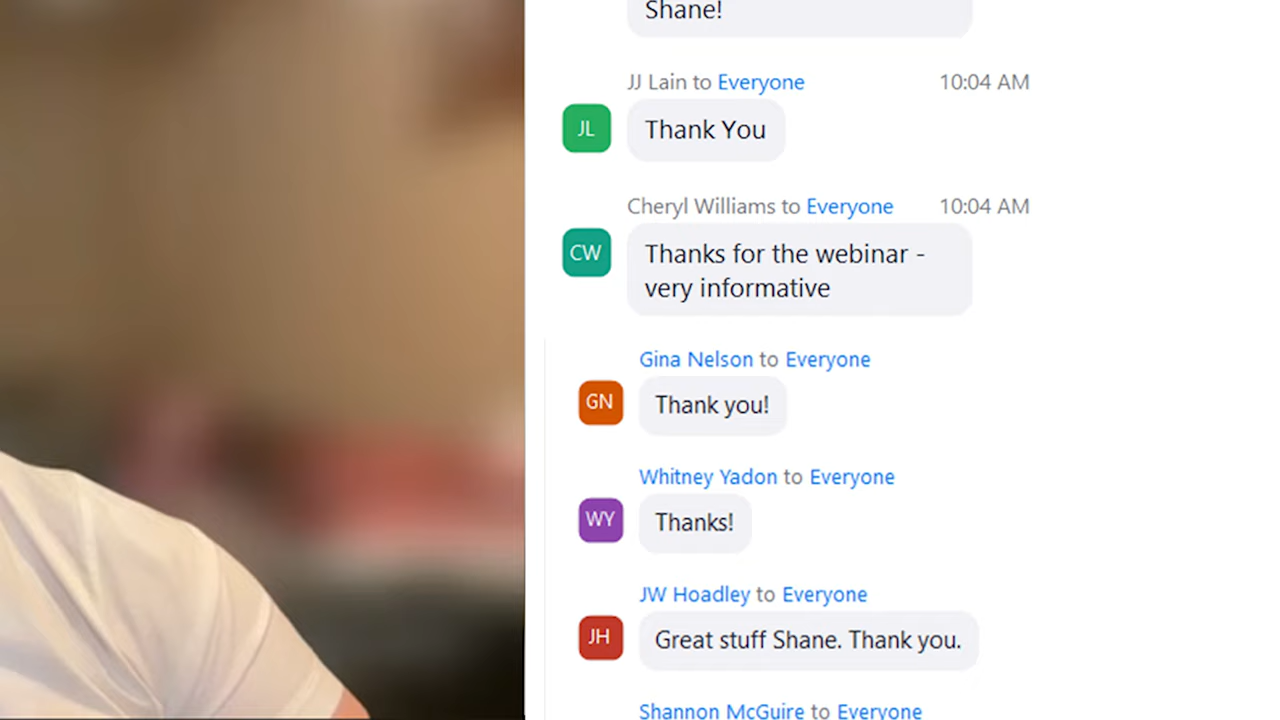 Shane!
JJ Lain to Everyone 10:04 AM
JL
Thank You
Cheryl Williams to Everyone 10:04 AM
CW
Thanks for the webinar -
very informative
Gina Nelson to Everyone
GN
Thank you!
Whitney Yadon to Everyone
WY
Thanks!
JW Hoadley to Everyone
JH
Great stuff Shane. Thank you.
Shannon McGuire to Everyone